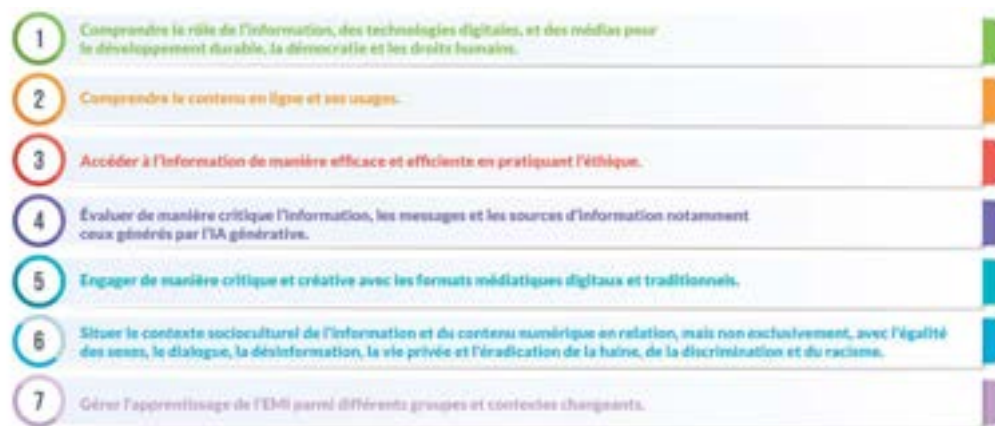 1
Comprendre le rôle de l'information, des technologies digitales, et des médias pour
le développement durable, la démocratie et les droits humains.
2
Comprendre le contenu en ligne et ses usages.
3
Accéder à l'information de manière efficace et efficiente en pratiquant l'éthique.
4
Évaluer de manière critique l'information, les messages et les sources d'information notamment
ceux générés par l'IA générative.
5
Engager de manière critique et créative avec les formats médiatiques digitaux et traditionnels.
6
Situer le contexte socioculturel de l'information et du contenu numérique en relation, mais non exclusivement, avec l'égalité
des sexes, le dialogue, la désinformation, la vie privée et l'éradication de la haine, de la discrimination et du racisme.
7
Gérer l'apprentissage de l'EMI parmi différents groupes et contextes changeants.